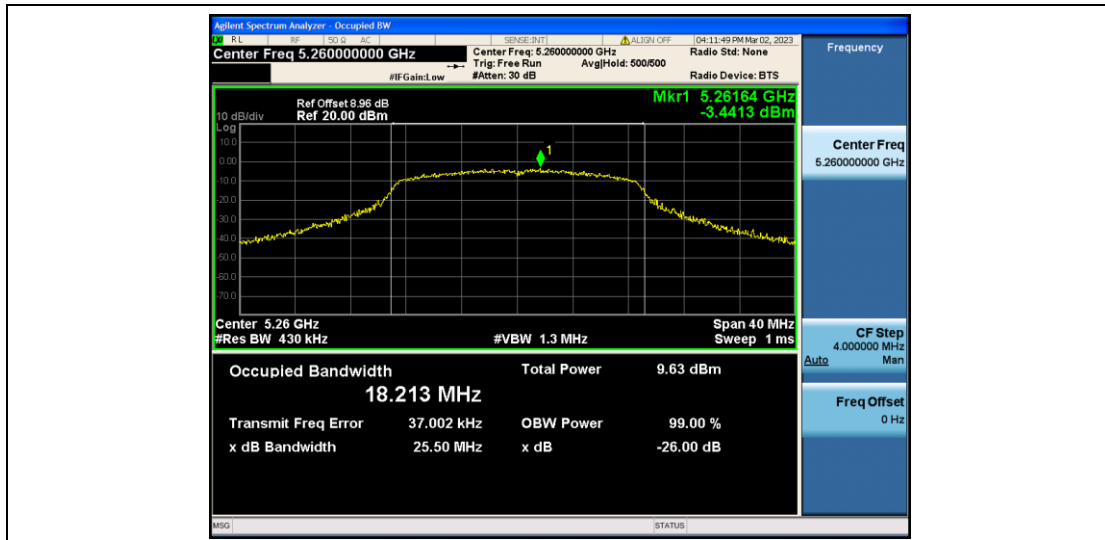 Agilent Spectrum Analyzer - Occupied BW
RL RF 50 Ω AC SENSE:INT ALIGN OFF 04:11:49 PM Mar 02, 2023
Center Freq 5.260000000 GHz
Center Freq: 5.260000000 GHz
Radio Std: None
Trig: Free Run Avg|Hold: 500/500
#IFGain:Low #Atten: 30 dB Radio Device: BTS
Frequency
Ref Offset 8.96 dB
10 dB/div Ref 20.00 dBm
Mkr1 5.26164 GHz
-3.4413 dBm
Log
10.0
0.00
-10.0
-20.0
-30.0
-40.0
-50.0
-60.0
-70.0
1
Center 5.26 GHz Span 40 MHz
#Res BW 430 kHz #VBW 1.3 MHz Sweep 1 ms
Occupied Bandwidth Total Power 9.63 dBm
18.213 MHz
Transmit Freq Error 37.002 kHz OBW Power 99.00 %
x dB Bandwidth 25.50 MHz x dB -26.00 dB
Center Freq
5.260000000 GHz
CF Step
4.000000 MHz
Auto Man
Freq Offset
0 Hz
MSG STATUS